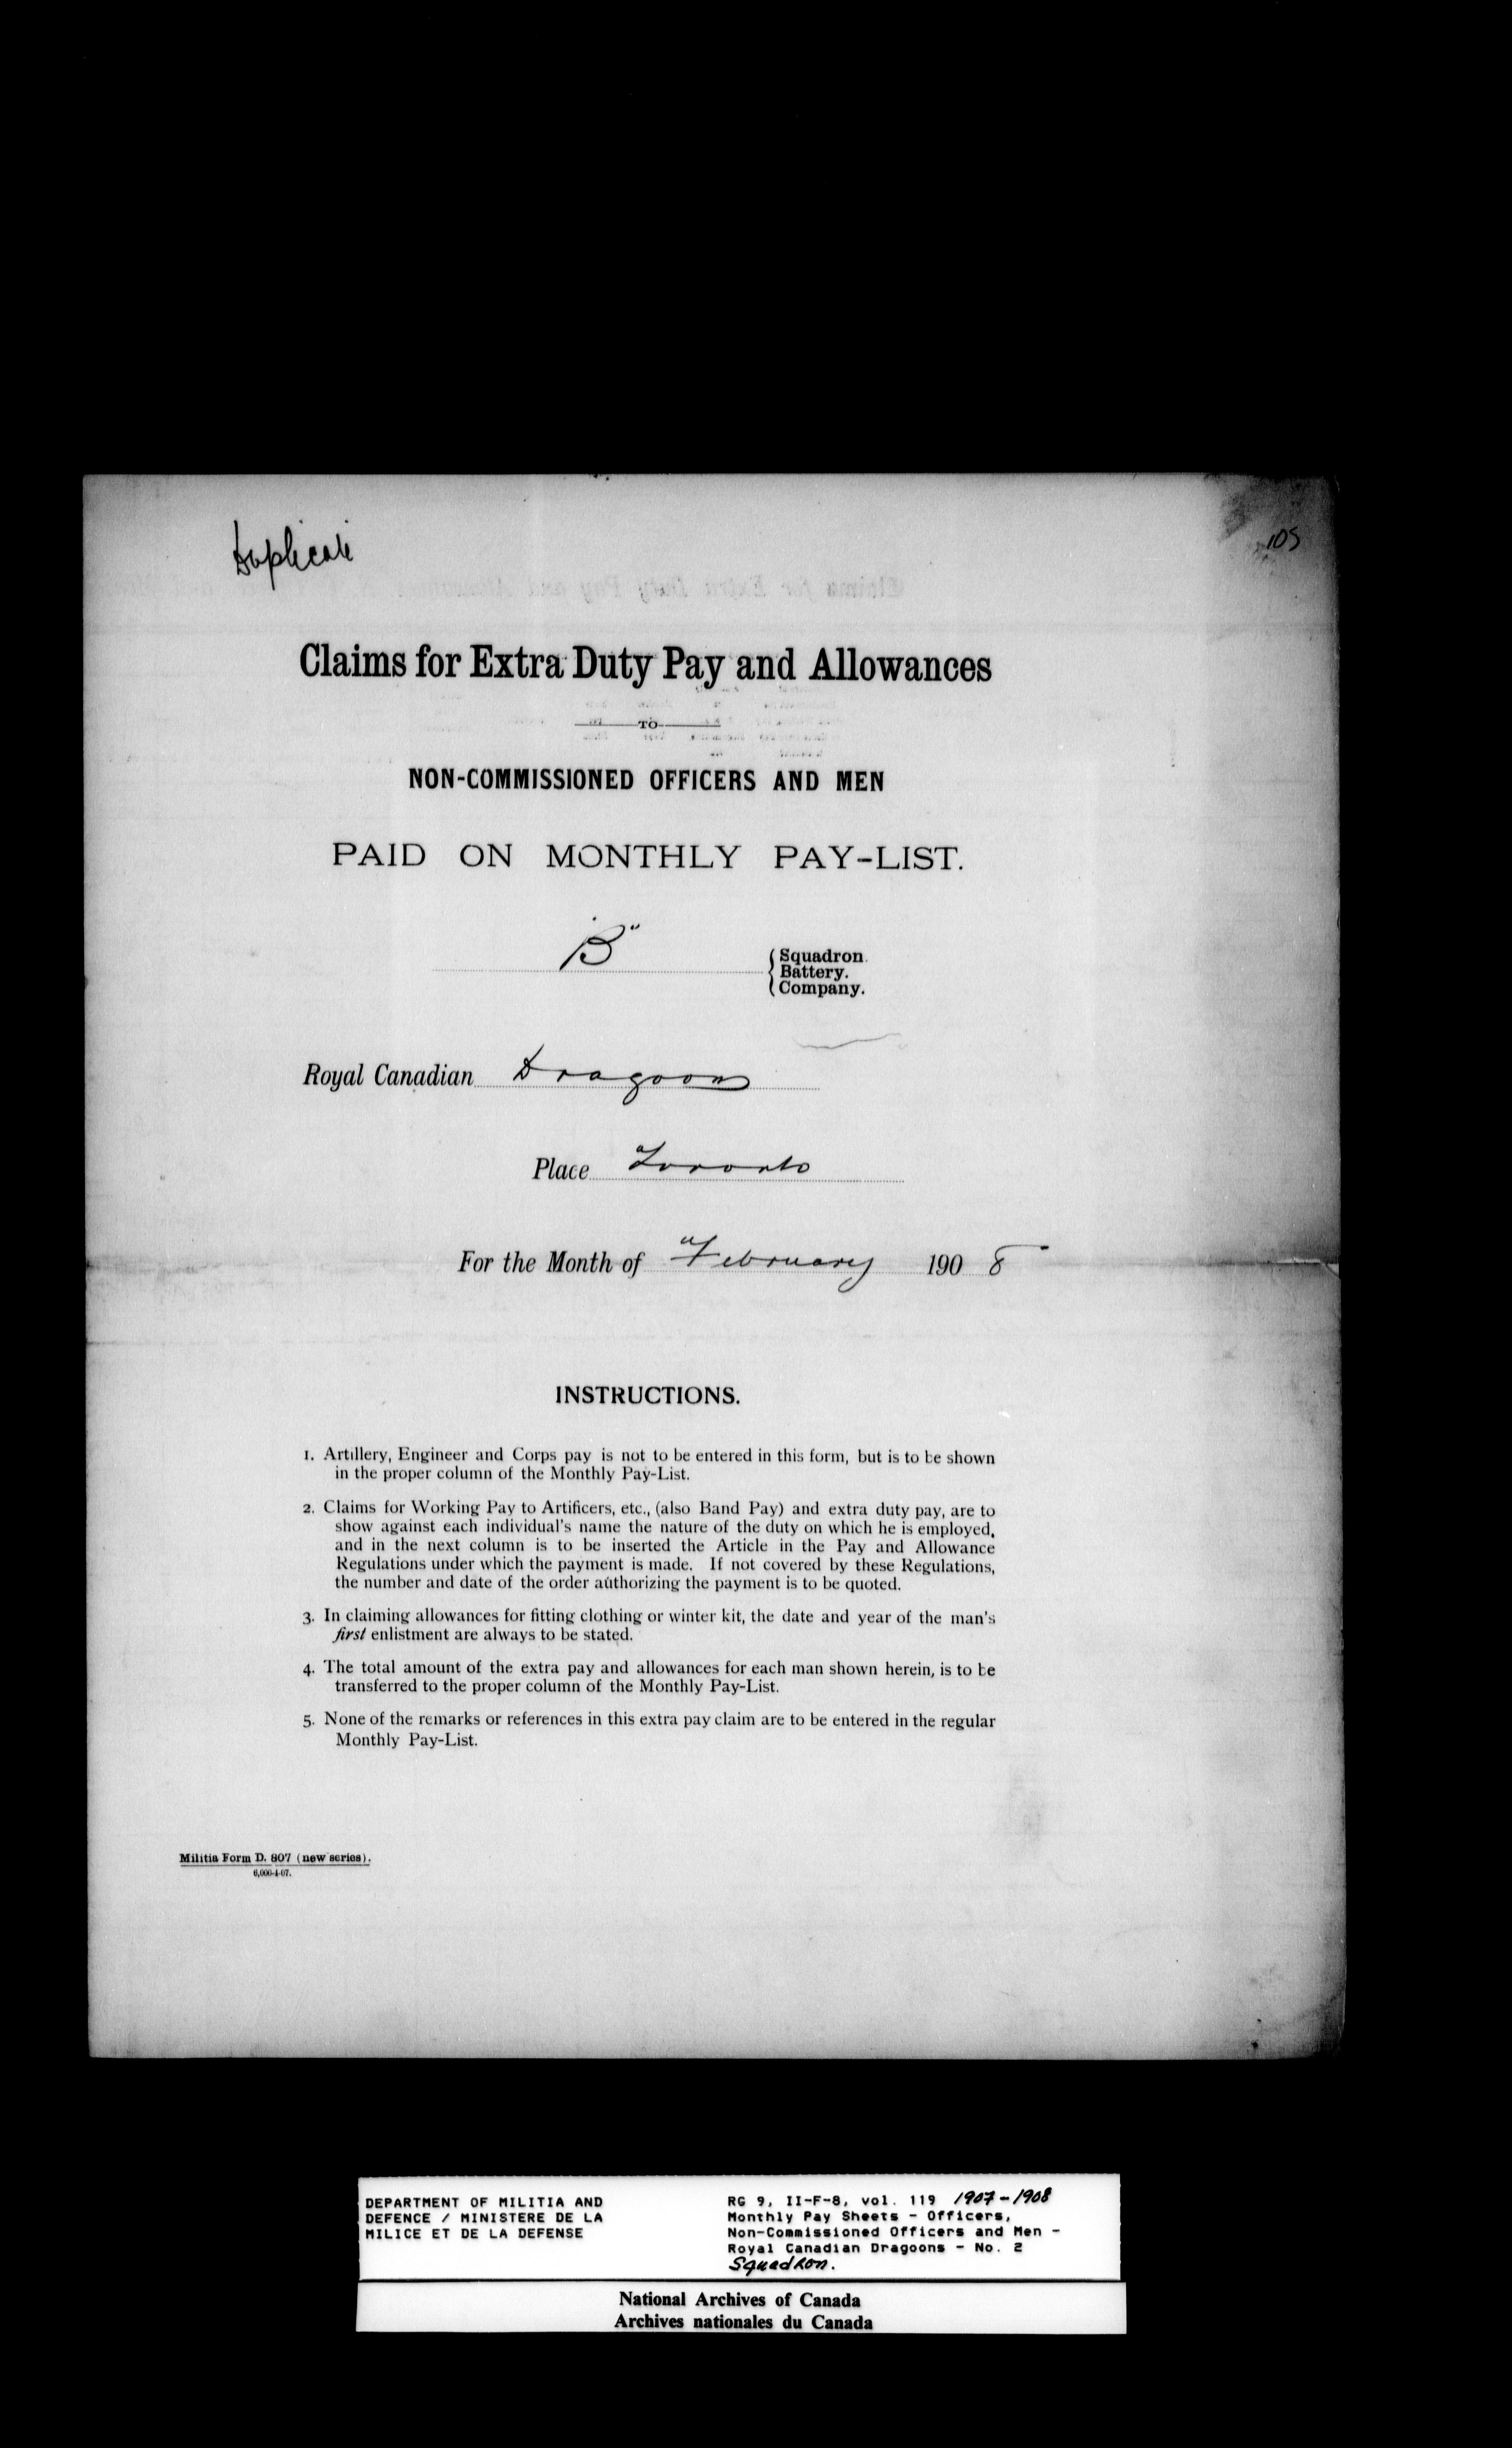 Duplicate
105
Claims for Extra Duty Pay and Allowances
TO
NON-COMMISSIONED OFFICERS AND MEN
PAID ON MONTHLY PAY-LIST.
"B" { Squadron.
Battery.
Company.
Royal Canadian Dragoons
Place Toronto
For the Month of February 1908
INSTRUCTIONS.
1. Artillery, Engineer and Corps pay is not to be entered in this form, but is to be shown
in the proper column of the Monthly Pay-List.
2. Claims for Working Pay to Artificers, etc., (also Band Pay) and extra duty pay, are to
show against each individual's name the nature of the duty on which he is employed,
and in the next column is to be inserted the Article in the Pay and Allowance
Regulations under which the payment is made. If not covered by these Regulations,
the number and date of the order authorizing the payment is to be quoted.
3. In claiming allowances for fitting clothing or winter kit, the date and year of the man's
first enlistment are always to be stated.
4. The total amount of the extra pay and allowances for each man shown herein, is to be
transferred to the proper column of the Monthly Pay-List.
5. None of the remarks or references in this extra pay claim are to be entered in the regular
Monthly Pay-List.
Militia Form D. 807 (new series).
6,000-4-07.
DEPARTMENT OF MILITIA AND
DEFENCE / MINISTERE DE LA
MILICE ET DE LA DEFENSE
RG 9, II-F-8, vol. 119 1907-1908
Monthly Pay Sheets - Officers,
Non-Commissioned Officers and Men -
Royal Canadian Dragoons - No. 2
Squadron.
National Archives of Canada
Archives nationales du Canada